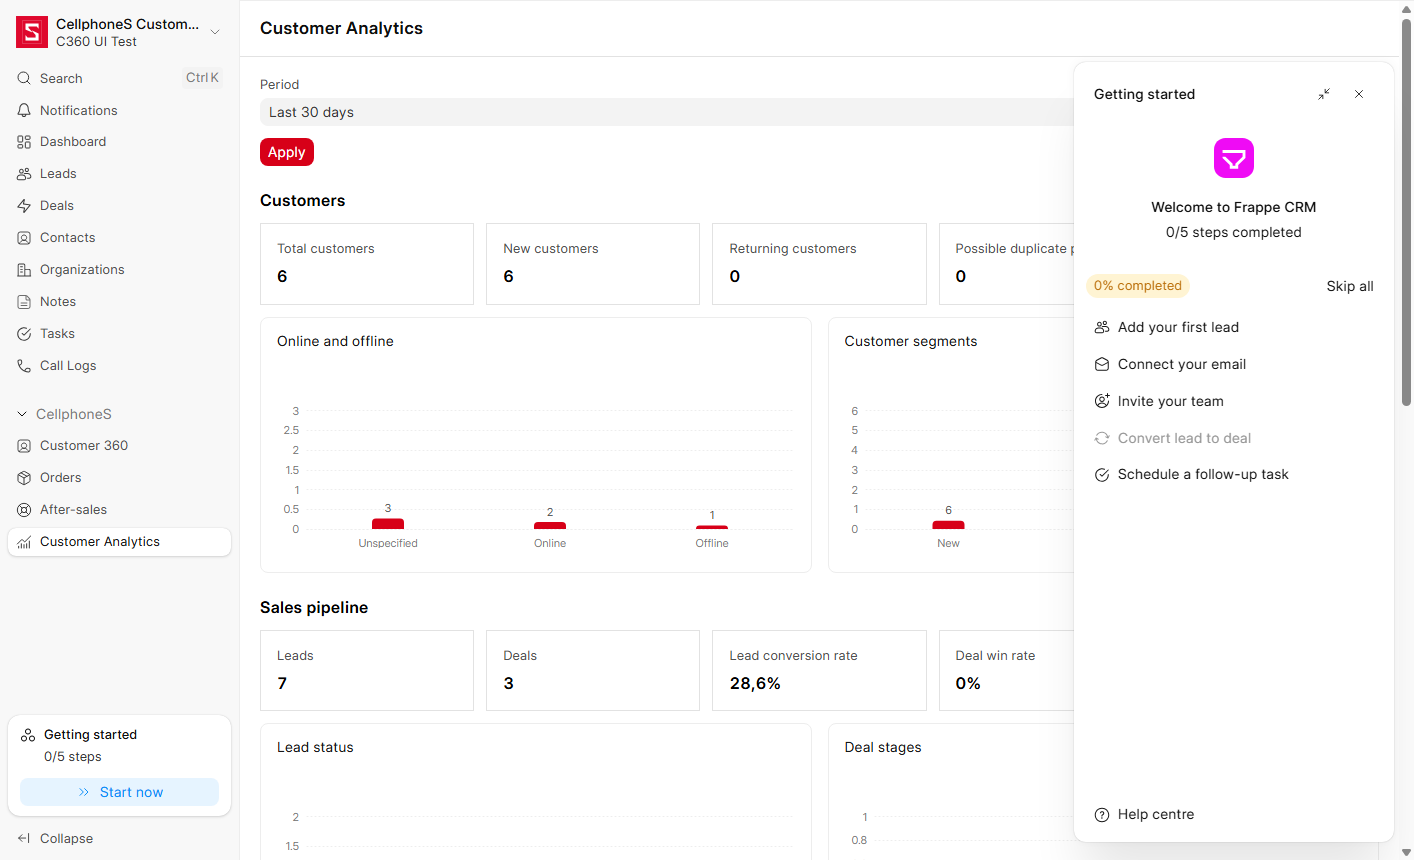 CellphoneS Custom...
C360 UI Test
Search
Ctrl K
Notifications
Dashboard
Leads
Deals
Contacts
Organizations
Notes
Tasks
Call Logs
CellphoneS
Customer 360
Orders
After-sales
Customer Analytics
Getting started
0/5 steps
Start now
Collapse
Customer Analytics
Period
Last 30 days
Apply
Customers
Total customers
6
New customers
6
Returning customers
0
Possible duplicate
0
Online and offline
3
2.5
2
1.5
1
0.5
0
3
2
1
Unspecified
Online
Offline
Customer segments
6
5
4
3
2
1
0
6
New
Sales pipeline
Leads
7
Deals
3
Lead conversion rate
28,6%
Deal win rate
0%
Lead status
2
1.5
Deal stages
1
0.8
Getting started
Welcome to Frappe CRM
0/5 steps completed
0% completed
Skip all
Add your first lead
Connect your email
Invite your team
Convert lead to deal
Schedule a follow-up task
Help centre